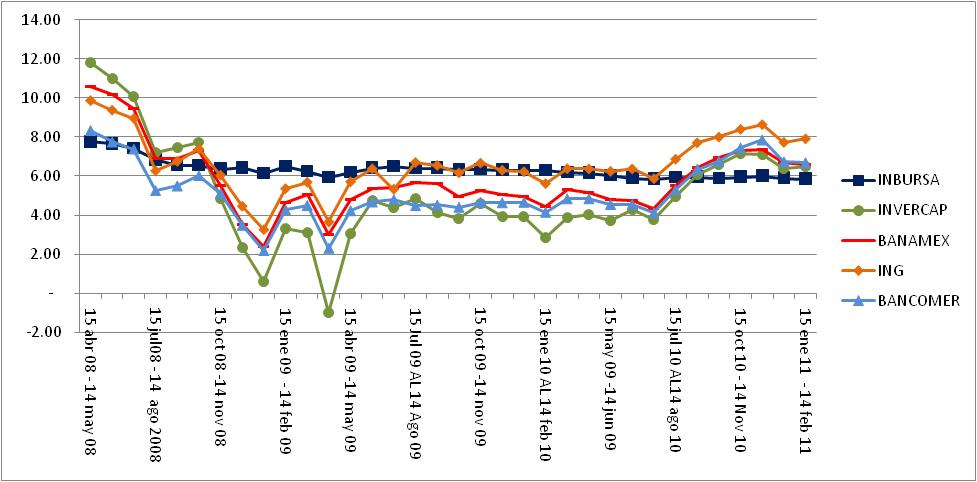 14.00
12.00
10.00
8.00
6.00
4.00
2.00
-
-2.00
15 abr 08 -14 may 08
15 jul08 -14 ago 2008
15 oct 08 -14 nov 08
15 ene 09 -14 feb 09
15 abr 09 -14 may 09
15 Jul 09 AL 14 Ago 09
15 oct 09 -14 nov 09
15 ene 10 AL 14 feb 10
15 may 09 -14 jun 09
15 jul 10 AL14 ago 10
15 oct 10 -14 Nov 10
15 ene 11 -14 feb 11
INBURSA
INVERCAP
BANAMEX
ING
BANCOMER